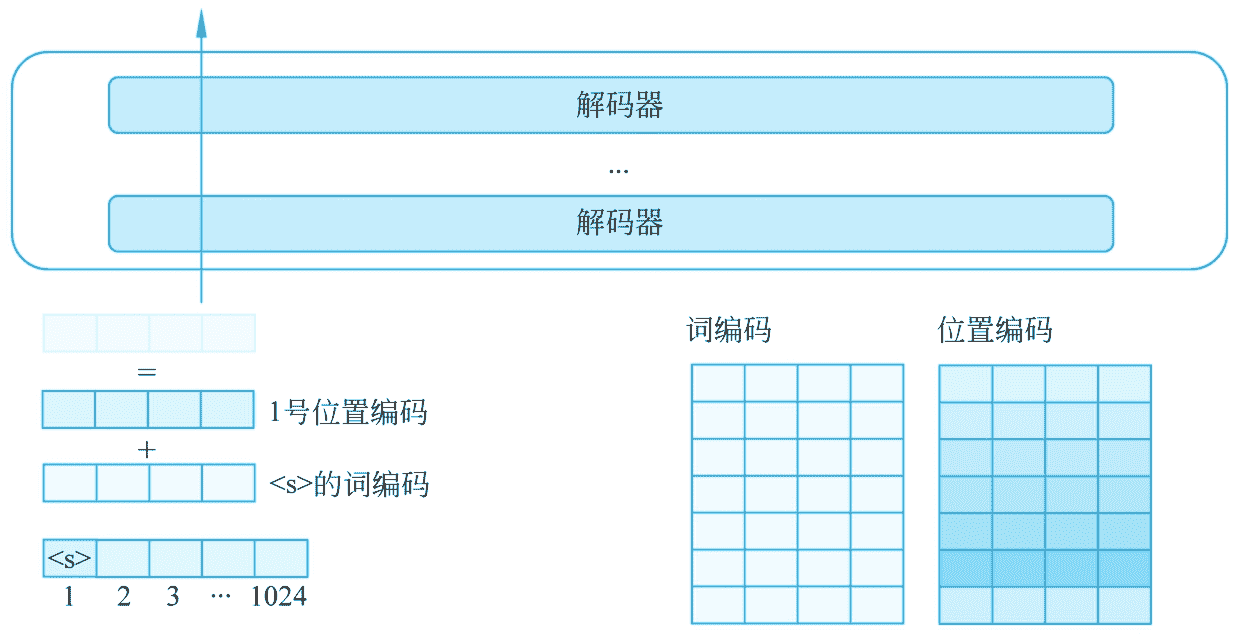 解码器
...
解码器
词编码
位置编码
=
1号位置编码
+
<s>的词编码
<s>
1 2 3 ... 1024